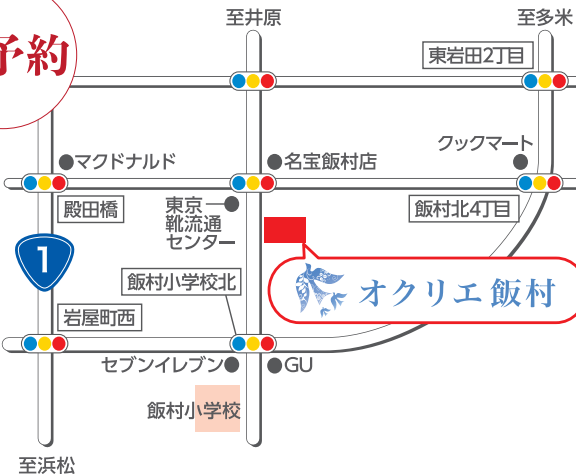 至井原
至多米
予約
東岩田2丁目
クックマート
マクドナルド
名宝飯村店
殿田橋
東京
靴流通
センター
飯村北4丁目
1
飯村小学校北
オクリエ 飯村
岩屋町西
セブンイレブン
GU
飯村小学校
至浜松